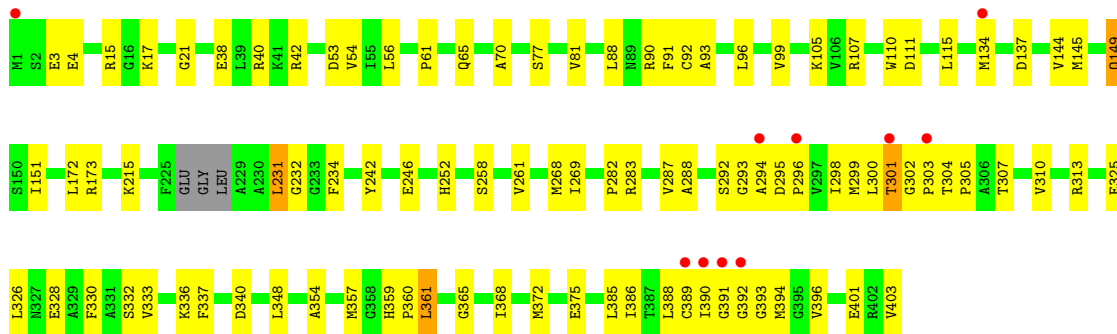 M1 S2 E3 E4 R15 G16 K17 G21 E38 L39 R40 K41 R42 D53 V54 I55 L56 P61 Q65 A70 S77 V81 L88 N89 R90 F91 C92 A93 L96 V99 K105 V106 R107 W110 D111 L115 M134 D137 V144 M145 Q149
S150 I151 L172 R173 K215 F225 GLU GLY LEU A229 A230 L231 G232 G233 F234 Y242 E246 H252 S258 V261 M268 I269 P282 R283 V287 A288 S292 G293 A294 D295 P296 V297 I298 M299 L300 T301 G302 P303 T304 P305 A306 T307 V310 R313 E325
L326 N327 E328 A329 F330 A331 S332 V333 K336 F337 D340 L348 A354 M357 G358 H359 P360 L361 G365 I368 M372 E375 L385 I386 T387 L388 C389 I390 G391 G392 G393 M394 G395 V396 E401 R402 V403